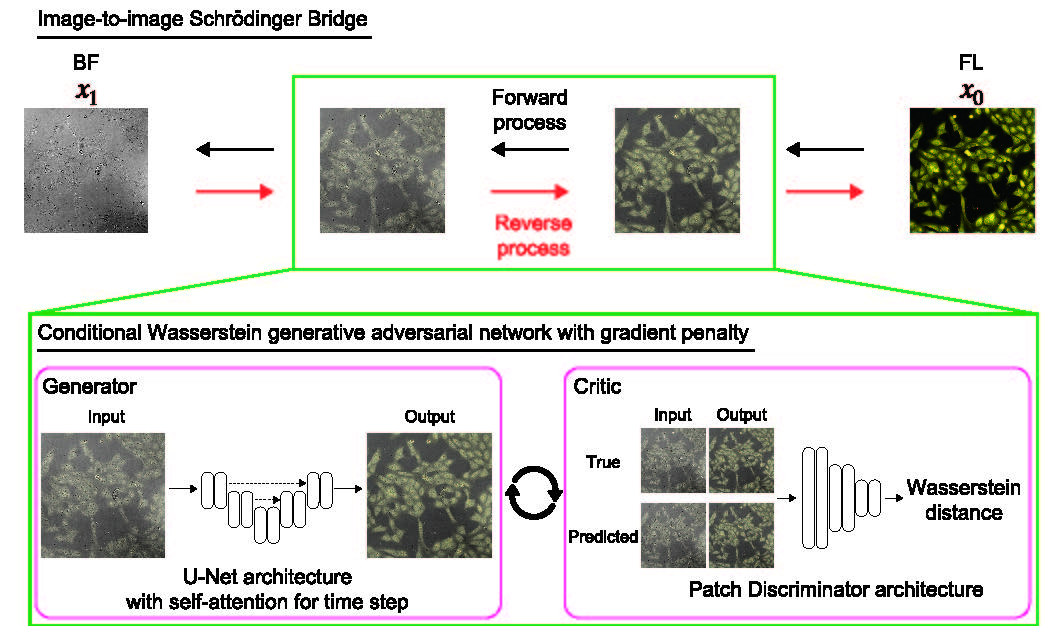 Image-to-image Schrödinger Bridge
BF
x₁
FL
x₀
Forward
process
Reverse
process
Conditional Wasserstein generative adversarial network with gradient penalty
Generator
Input
Output
U-Net architecture
with self-attention for time step
Critic
Input
Output
True
Predicted
Wasserstein
distance
Patch Discriminator architecture